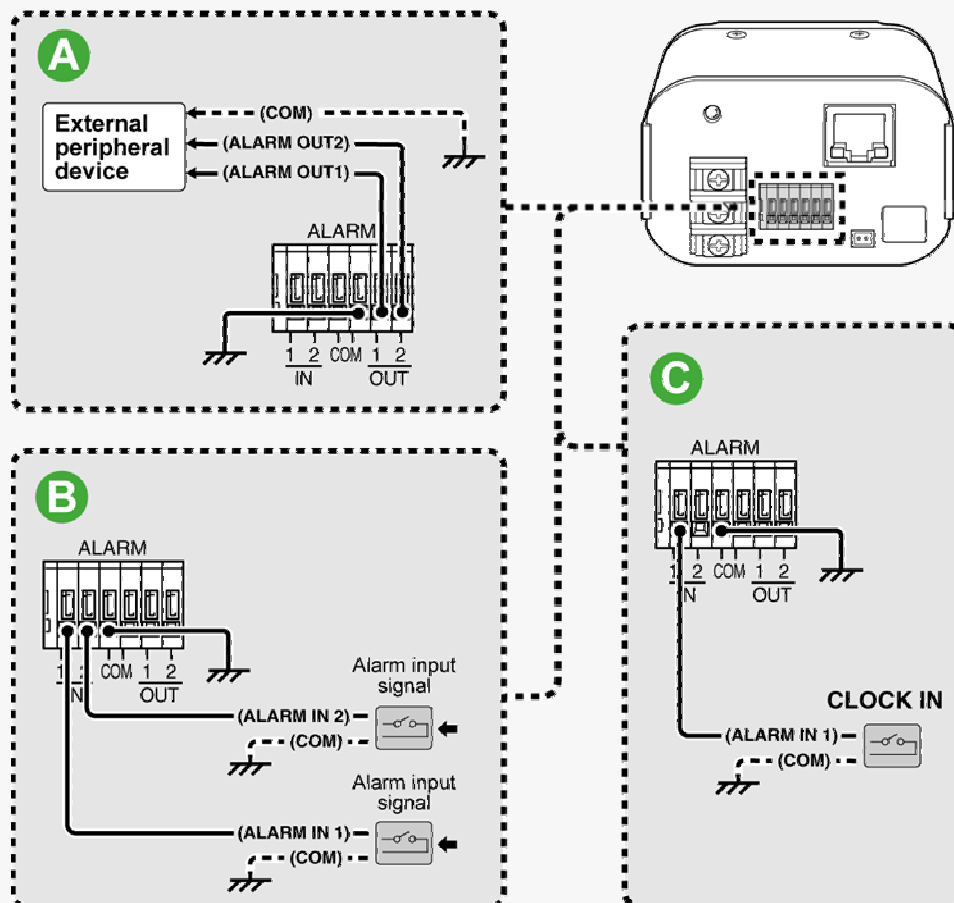 A
External
peripheral
device
(COM)
(ALARM OUT2)
(ALARM OUT1)
ALARM
1 2 COM 1 2
IN OUT
B
ALARM
1 2 COM 1 2
IN OUT
Alarm input
signal
(ALARM IN 2)
(COM)
Alarm input
signal
(ALARM IN 1)
(COM)
C
ALARM
1 2 COM 1 2
IN OUT
CLOCK IN
(ALARM IN 1)
(COM)